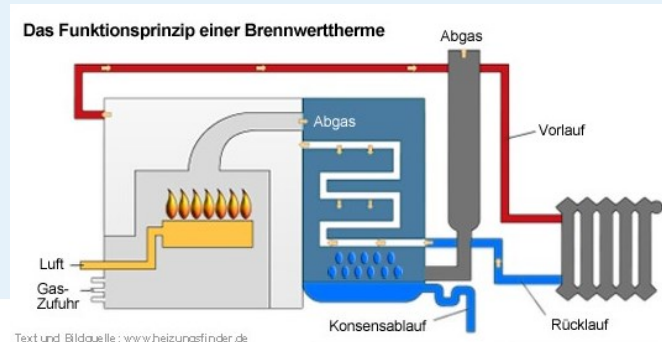 Das Funktionsprinzip einer Brennwerttherme
Abgas
Abgas
Vorlauf
Luft
Gas-
Zufuhr
Konsensablauf
Rücklauf
Text und Bildquelle: www.heizungsfinder.de